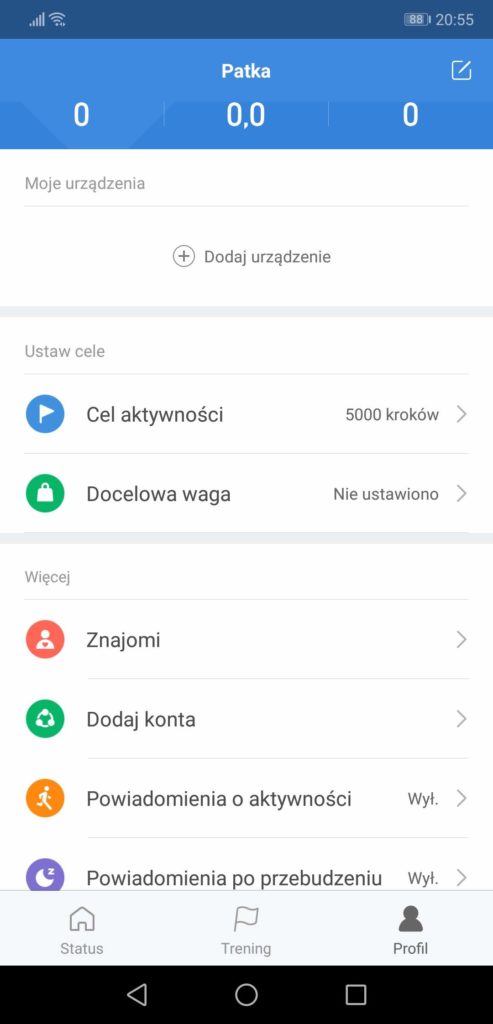 88 20:55
Patka
0 0,0 0
Moje urządzenia
Dodaj urządzenie
Ustaw cele
Cel aktywności 5000 kroków
Docelowa waga Nie ustawiono
Więcej
Znajomi
Dodaj konta
Powiadomienia o aktywności Wył.
Powiadomienia po przebudzeniu Wył.
Status Trening Profil